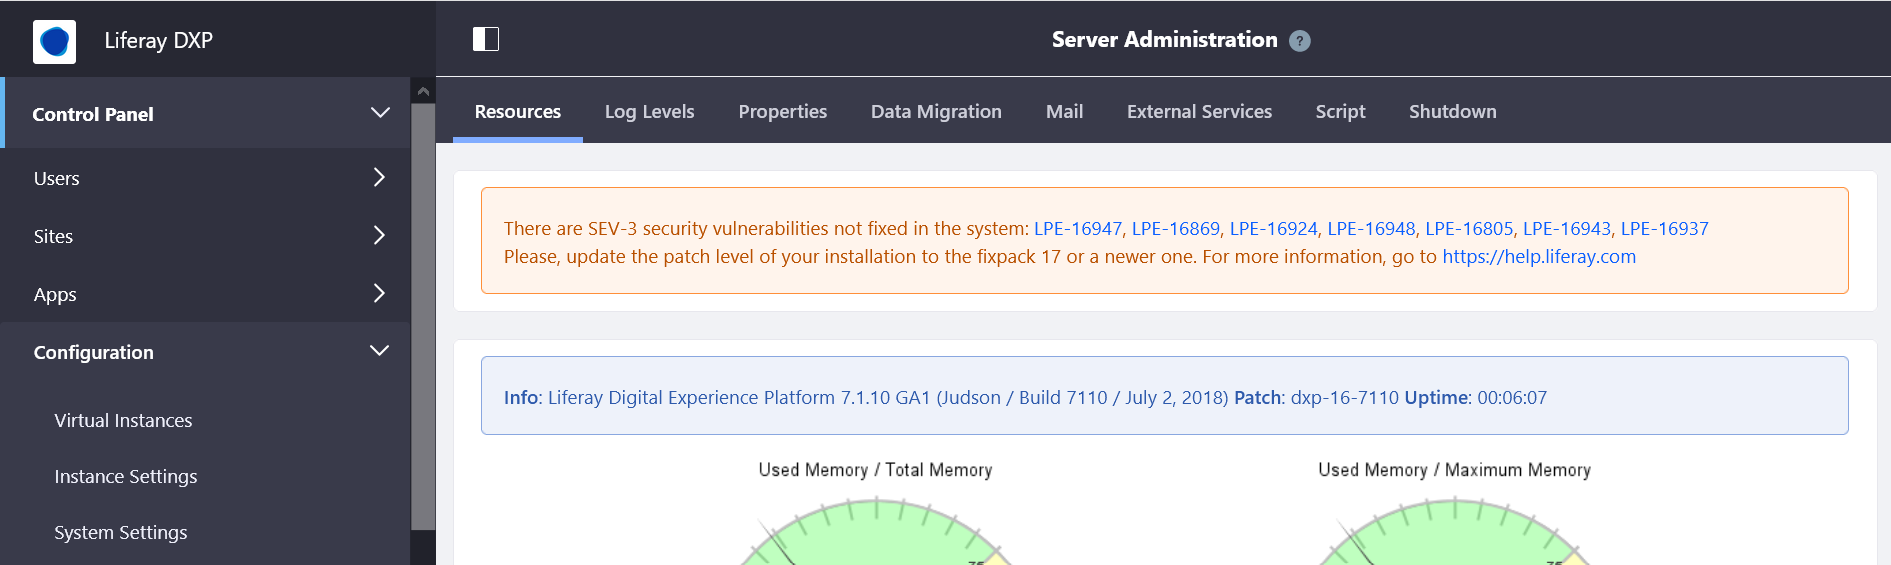 Liferay DXP
Server Administration ?
Control Panel
Users
Sites
Apps
Configuration
Virtual Instances
Instance Settings
System Settings
Resources Log Levels Properties Data Migration Mail External Services Script Shutdown
There are SEV-3 security vulnerabilities not fixed in the system: LPE-16947, LPE-16869, LPE-16924, LPE-16948, LPE-16805, LPE-16943, LPE-16937
Please, update the patch level of your installation to the fixpack 17 or a newer one. For more information, go to https://help.liferay.com
Info: Liferay Digital Experience Platform 7.1.10 GA1 (Judson / Build 7110 / July 2, 2018) Patch: dxp-16-7110 Uptime: 00:06:07
Used Memory / Total Memory
Used Memory / Maximum Memory